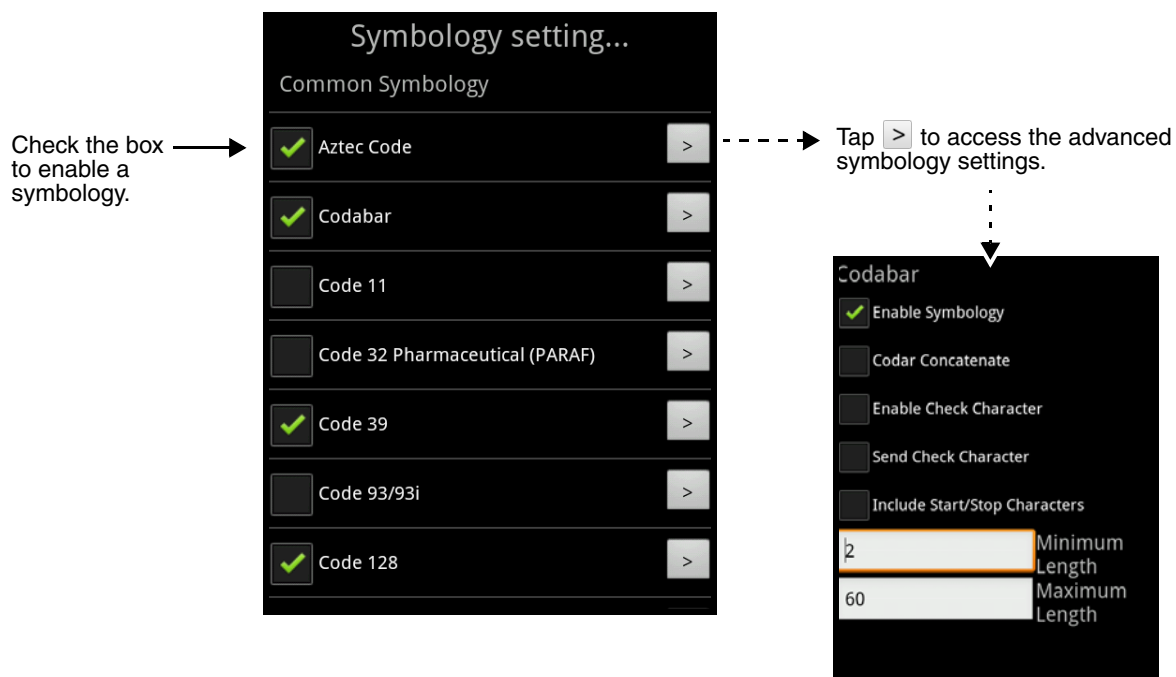 Symbology setting...
Common Symbology
Check the box
to enable a
symbology.
Aztec Code >
Codabar >
Code 11 >
Code 32 Pharmaceutical (PARAF) >
Code 39 >
Code 93/93i >
Code 128 >
Tap > to access the advanced
symbology settings.
Codabar
Enable Symbology
Codar Concatenate
Enable Check Character
Send Check Character
Include Start/Stop Characters
2 Minimum
Length
60 Maximum
Length